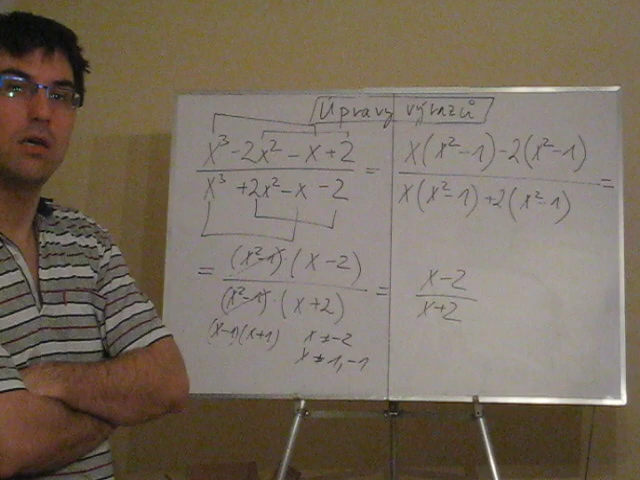 Úpravy výrazů
x³ - 2x² - x + 2 / x³ + 2x² - x - 2 = x(x² - 1) - 2(x² - 1) / x(x² - 1) + 2(x² - 1) =
= (x² - 1) · (x - 2) / (x² - 1) · (x + 2) = x - 2 / x + 2
(x-1)(x+1) x ≠ -2
x ≠ 1, -1